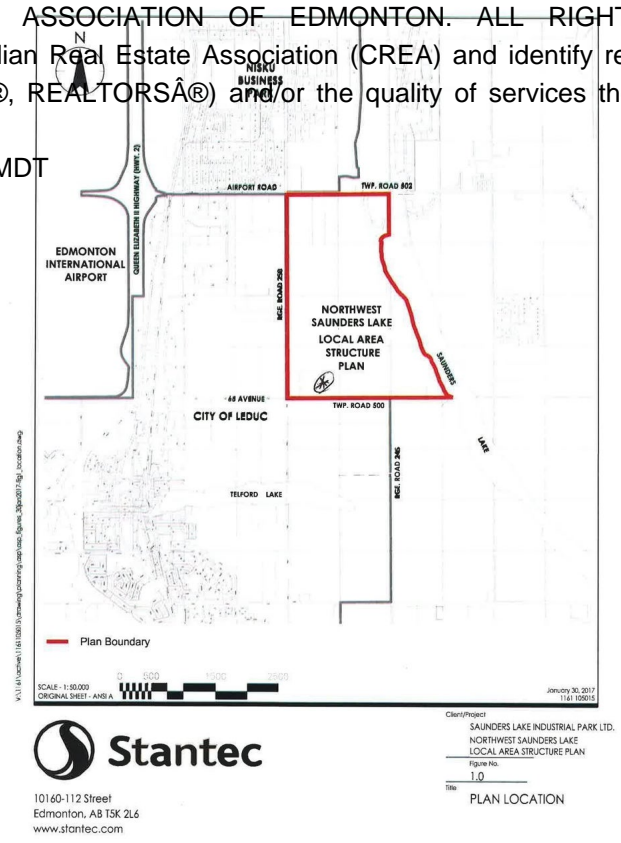 ASSOCIATION OF EDMONTON. ALL RIGHT
N
dian Real Estate Association (CREA) and identify re
NISKU
BUSINESS
PARK
®, REALTORSÂ®) and/or the quality of services th
MDT
QUEEN ELIZABETH II HIGHWAY (HWY. 2)
AIRPORT ROAD
TWP. ROAD 502
EDMONTON
INTERNATIONAL
AIRPORT
RGE. ROAD 250
NORTHWEST
SAUNDERS LAKE
LOCAL AREA
STRUCTURE
PLAN
SAUNDERS
LAKE
65 AVENUE
TWP. ROAD 500
CITY OF LEDUC
RGE. ROAD 245
TELFORD LAKE
Plan Boundary
0 500 1500 2500
SCALE - 1:50,000
ORIGINAL SHEET - ANSI A
January 30, 2017
1161 105015
Stantec
10160-112 Street
Edmonton, AB T5K 2L6
www.stantec.com
Client/Project
SAUNDERS LAKE INDUSTRIAL PARK LTD.
NORTHWEST SAUNDERS LAKE
LOCAL AREA STRUCTURE PLAN
Figure No.
1.0
Title
PLAN LOCATION